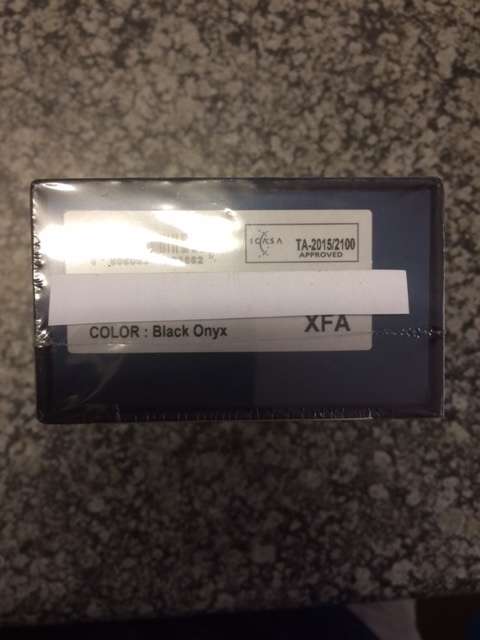 ICASA TA-2015/2100
APPROVED
COLOR : Black Onyx XFA